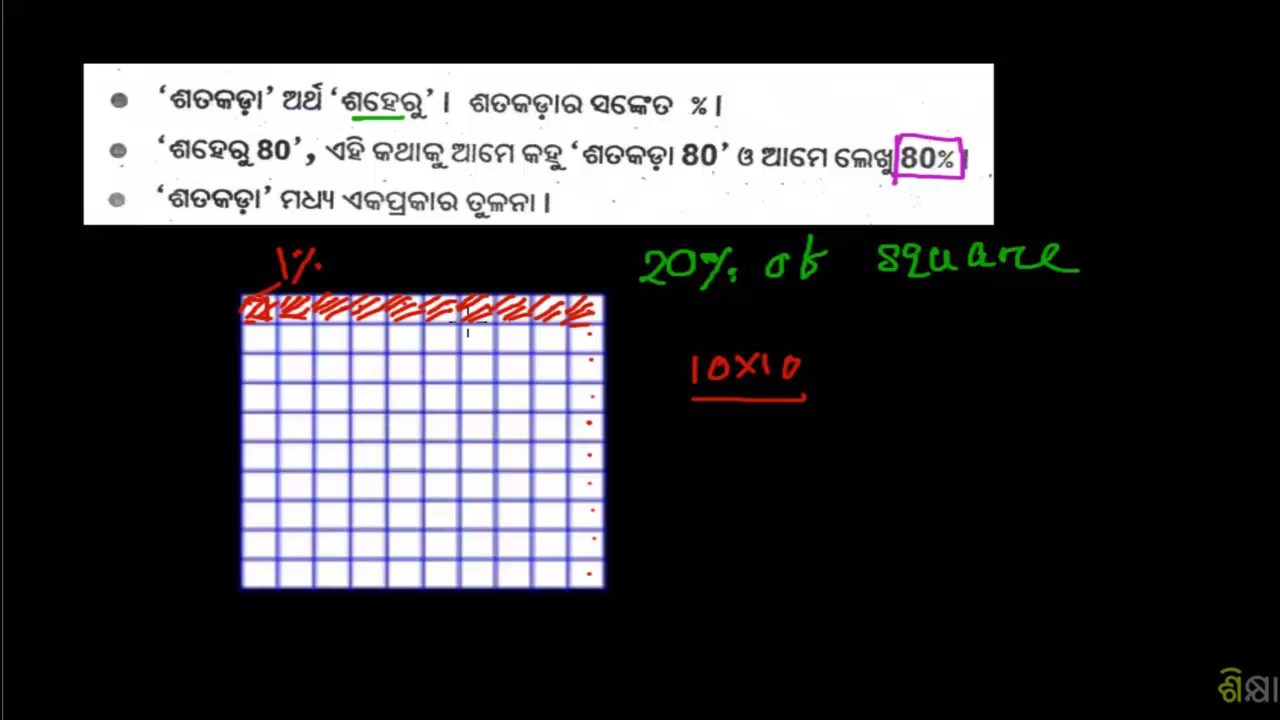 • ‘ଶତକଡ଼ା’ ଅର୍ଥ ‘ଶହେରୁ’ । ଶତକଡ଼ାର ସଙ୍କେତ % ।
• ‘ଶହେରୁ 80’, ଏହି କଥାକୁ ଆମେ କହୁ ‘ଶତକଡ଼ା 80’ ଓ ଆମେ ଲେଖୁ 80% ।
• ‘ଶତକଡ଼ା’ ମଧ୍ୟ ଏକପ୍ରକାର ତୁଳନା ।
1%
20% of square
10×10
ଶିକ୍ଷା